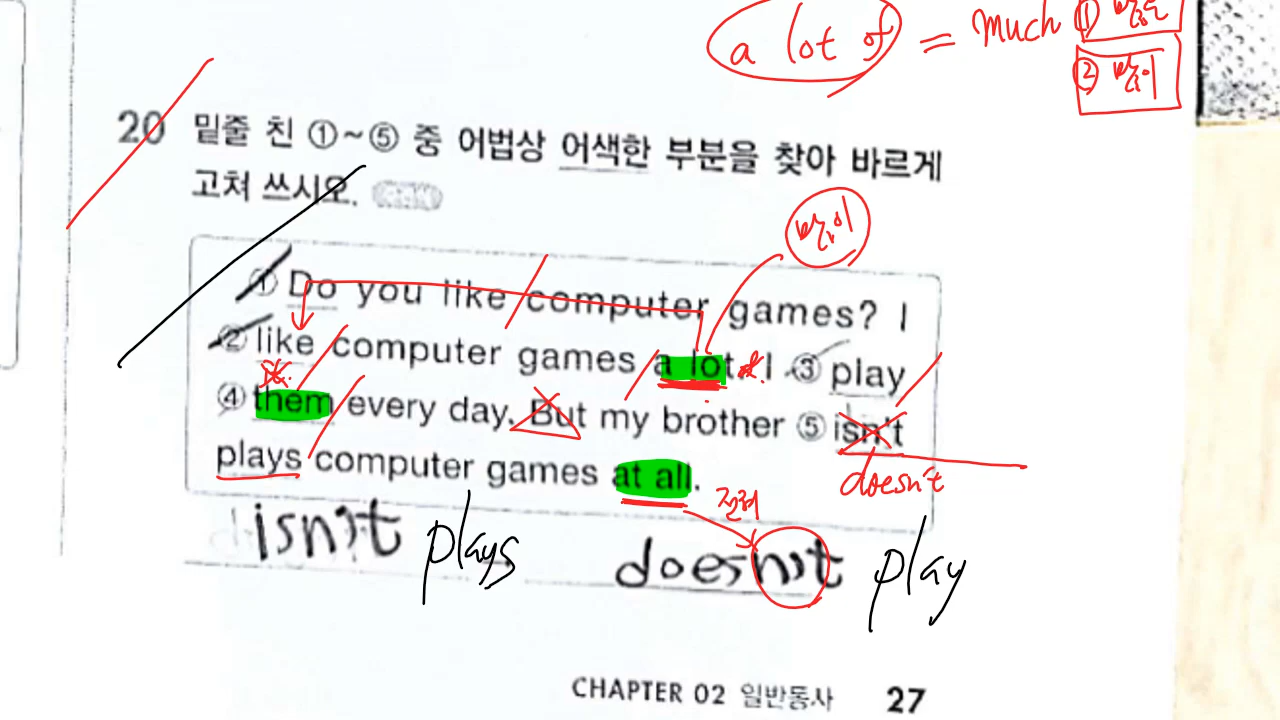 a lot of = much ① 많은
② 많이
20 밑줄 친 ①~⑤ 중 어법상 어색한 부분을 찾아 바르게
고쳐 쓰시오.
많이
① Do you like computer games? I
② like computer games a lot. I ③ play
④ them every day. But my brother ⑤ isn't
plays computer games at all.
doesn't
전혀
isn't plays doesn't play
CHAPTER 02 일반동사 27